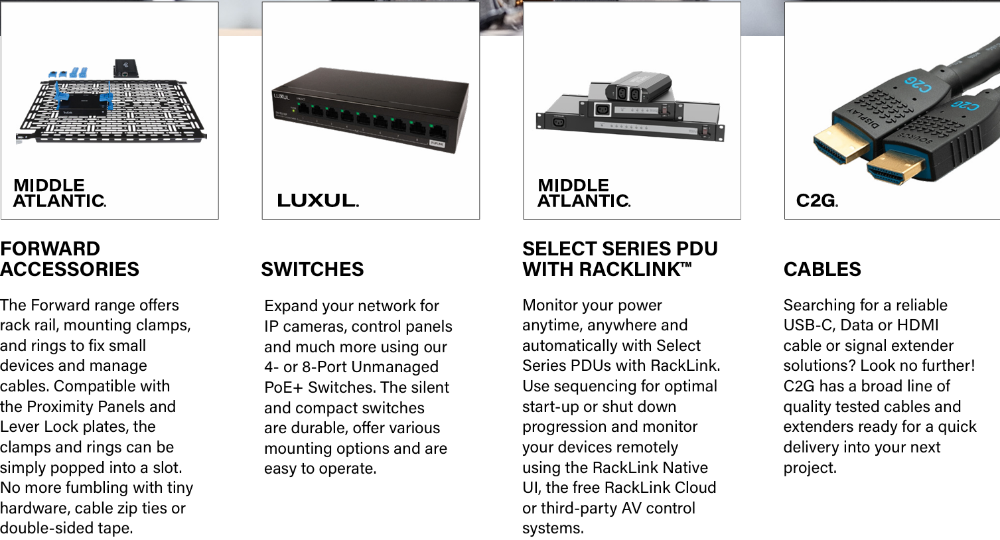 LUXUL
C2G
C2G
DISPLAY
SOURCE
MIDDLE
ATLANTIC.
LUXUL.
MIDDLE
ATLANTIC.
C2G.
FORWARD
ACCESSORIES
The Forward range offers
rack rail, mounting clamps,
and rings to fix small
devices and manage
cables. Compatible with
the Proximity Panels and
Lever Lock plates, the
clamps and rings can be
simply popped into a slot.
No more fumbling with tiny
hardware, cable zip ties or
double-sided tape.
SWITCHES
Expand your network for
IP cameras, control panels
and much more using our
4- or 8-Port Unmanaged
PoE+ Switches. The silent
and compact switches
are durable, offer various
mounting options and are
easy to operate.
SELECT SERIES PDU
WITH RACKLINK™
Monitor your power
anytime, anywhere and
automatically with Select
Series PDUs with RackLink.
Use sequencing for optimal
start-up or shut down
progression and monitor
your devices remotely
using the RackLink Native
UI, the free RackLink Cloud
or third-party AV control
systems.
CABLES
Searching for a reliable
USB-C, Data or HDMI
cable or signal extender
solutions? Look no further!
C2G has a broad line of
quality tested cables and
extenders ready for a quick
delivery into your next
project.